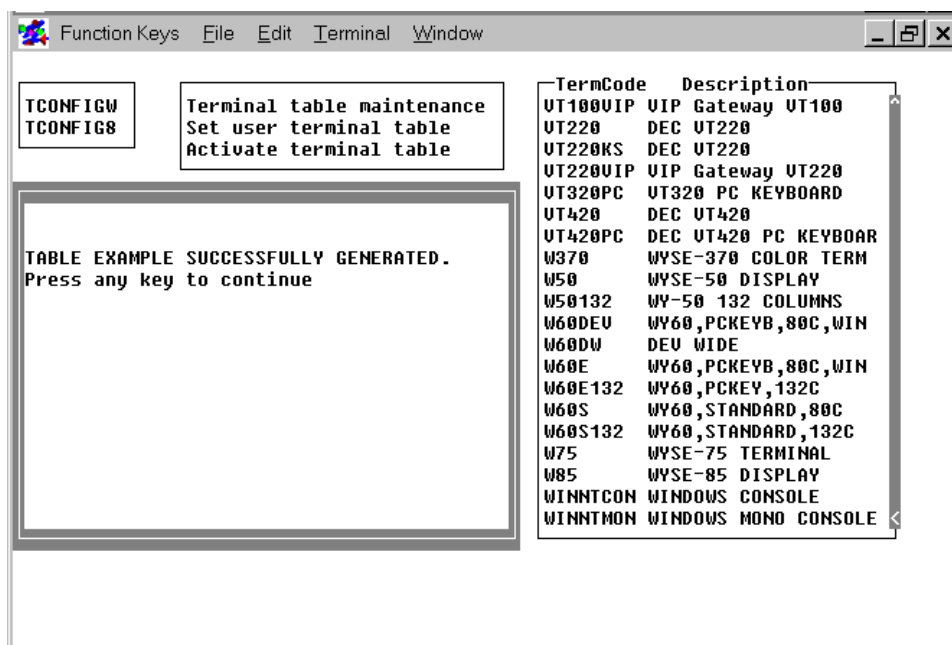 Function Keys File Edit Terminal Window
TCONFIGW
TCONFIG8
Terminal table maintenance
Set user terminal table
Activate terminal table
TABLE EXAMPLE SUCCESSFULLY GENERATED.
Press any key to continue
TermCode Description
VT100VIP VIP Gateway VT100
VT220 DEC VT220
VT220KS DEC VT220
VT220VIP VIP Gateway VT220
VT320PC VT320 PC KEYBOARD
VT420 DEC VT420
VT420PC DEC VT420 PC KEYBOAR
W370 WYSE-370 COLOR TERM
W50 WYSE-50 DISPLAY
W50132 WY-50 132 COLUMNS
W60DEV WY60,PCKEYB,80C,WIN
W60DW DEV WIDE
W60E WY60,PCKEYB,80C,WIN
W60E132 WY60,PCKEY,132C
W60S WY60,STANDARD,80C
W60S132 WY60,STANDARD,132C
W75 WYSE-75 TERMINAL
W85 WYSE-85 DISPLAY
WINNTCON WINDOWS CONSOLE
WINNTMON WINDOWS MONO CONSOLE